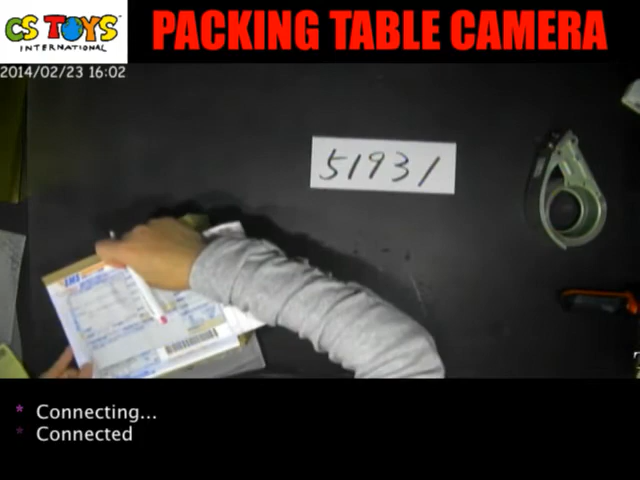 CS TOYS
INTERNATIONAL
PACKING TABLE CAMERA
2014/02/23 16:02
51931
* Connecting...
* Connected